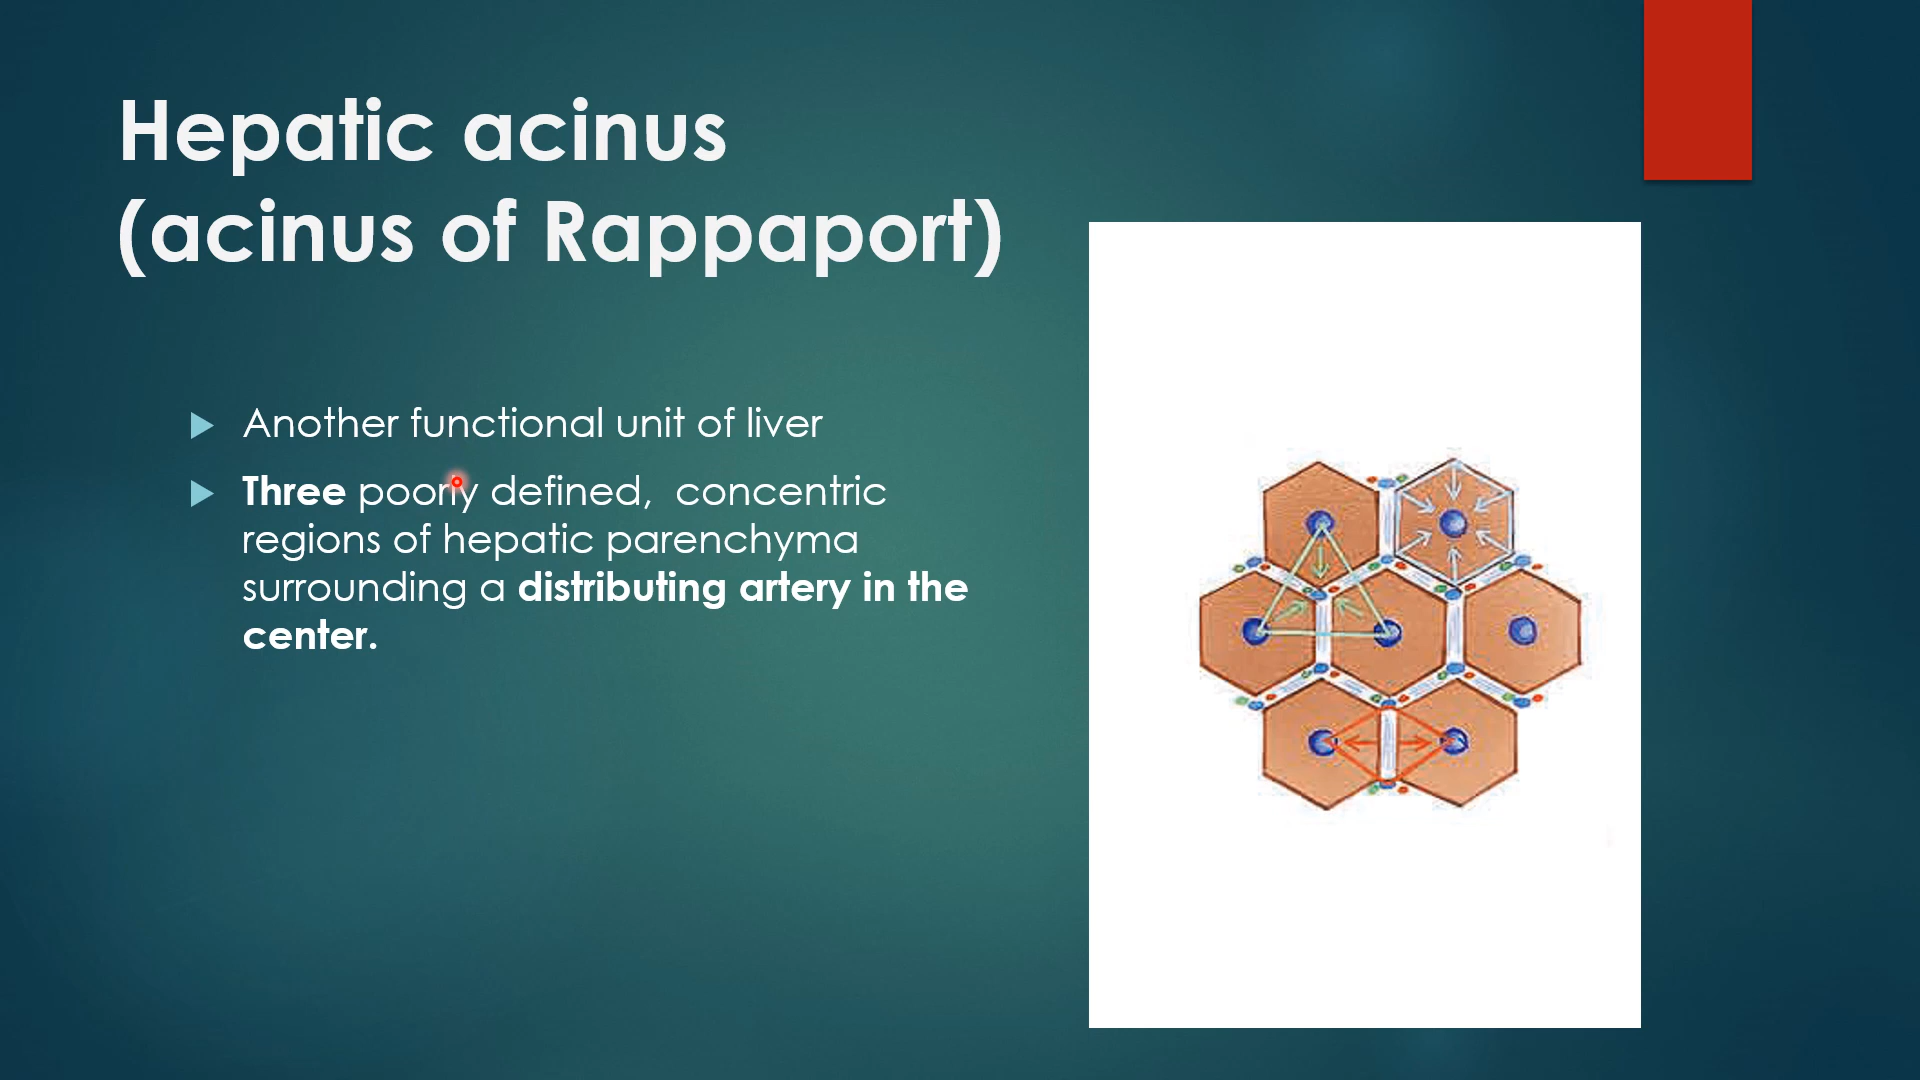 Hepatic acinus
(acinus of Rappaport)
Another functional unit of liver
Three poorly defined,  concentric
regions of hepatic parenchyma
surrounding a distributing artery in the
center.